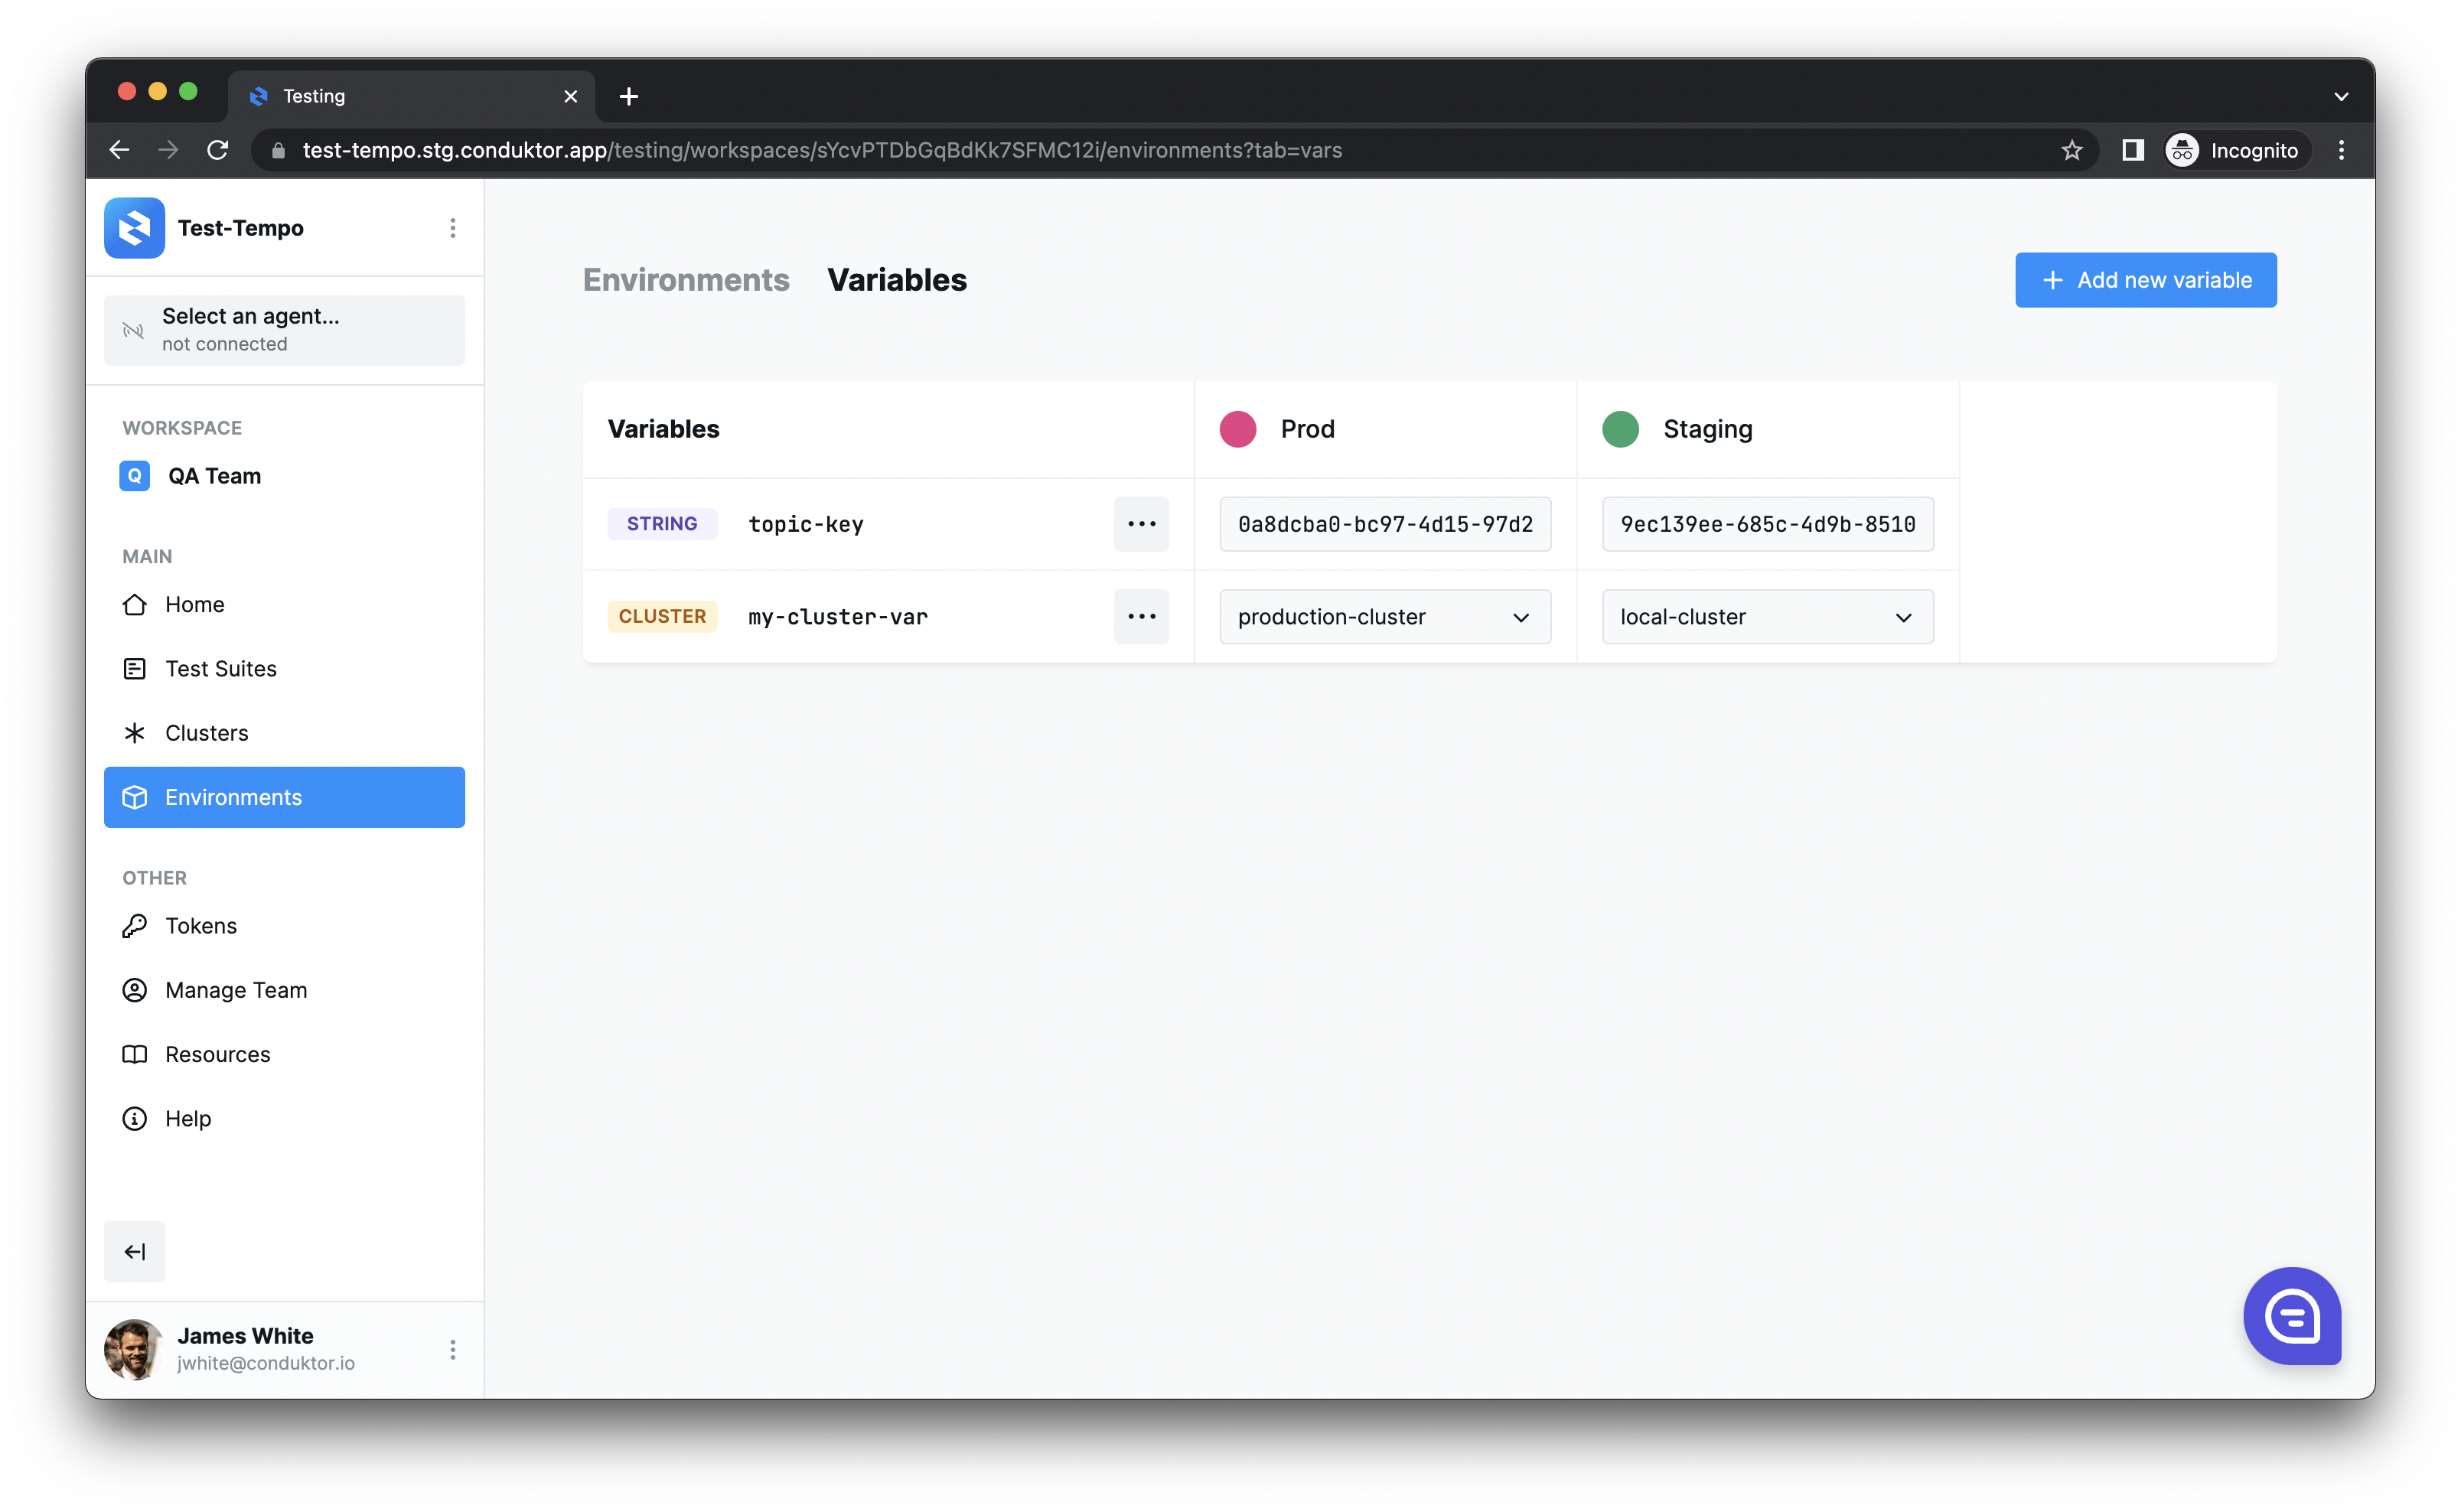 Testing
test-tempo.stg.conduktor.app/testing/workspaces/sYcvPTDbGqBdKk7SFMC12i/environments?tab=vars
Incognito
Test-Tempo
Select an agent...
not connected
WORKSPACE
Q QA Team
MAIN
Home
Test Suites
Clusters
Environments
OTHER
Tokens
Manage Team
Resources
Help
James White
jwhite@conduktor.io
Environments Variables
+ Add new variable
Variables Prod Staging
STRING topic-key ··· 0a8dcba0-bc97-4d15-97d2 9ec139ee-685c-4d9b-8510
CLUSTER my-cluster-var ··· production-cluster local-cluster